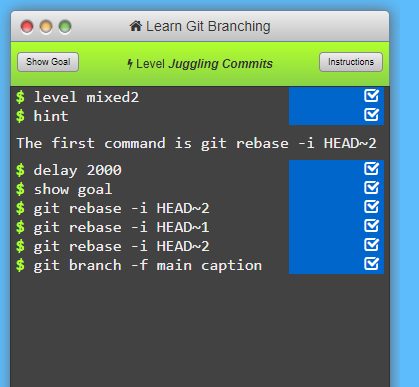 Learn Git Branching
Show Goal
Level Juggling Commits
Instructions
$ level mixed2
$ hint
The first command is git rebase -i HEAD~2
$ delay 2000
$ show goal
$ git rebase -i HEAD~2
$ git rebase -i HEAD~1
$ git rebase -i HEAD~2
$ git branch -f main caption